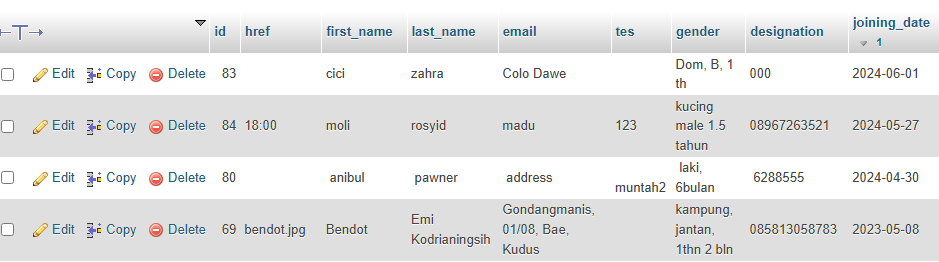 id href first_name last_name email tes gender designation joining_date 1
Edit Copy Delete 83 cici zahra Colo Dawe Dom, B, 1 th 000 2024-06-01
Edit Copy Delete 84 18:00 moli rosyid madu 123 kucing male 1.5 tahun 08967263521 2024-05-27
Edit Copy Delete 80 anibul pawner address muntah2 laki, 6bulan 6288555 2024-04-30
Edit Copy Delete 69 bendot.jpg Bendot Emi Kodrianingsih Gondangmanis, 01/08, Bae, Kudus kampung, jantan, 1thn 2 bln 085813058783 2023-05-08